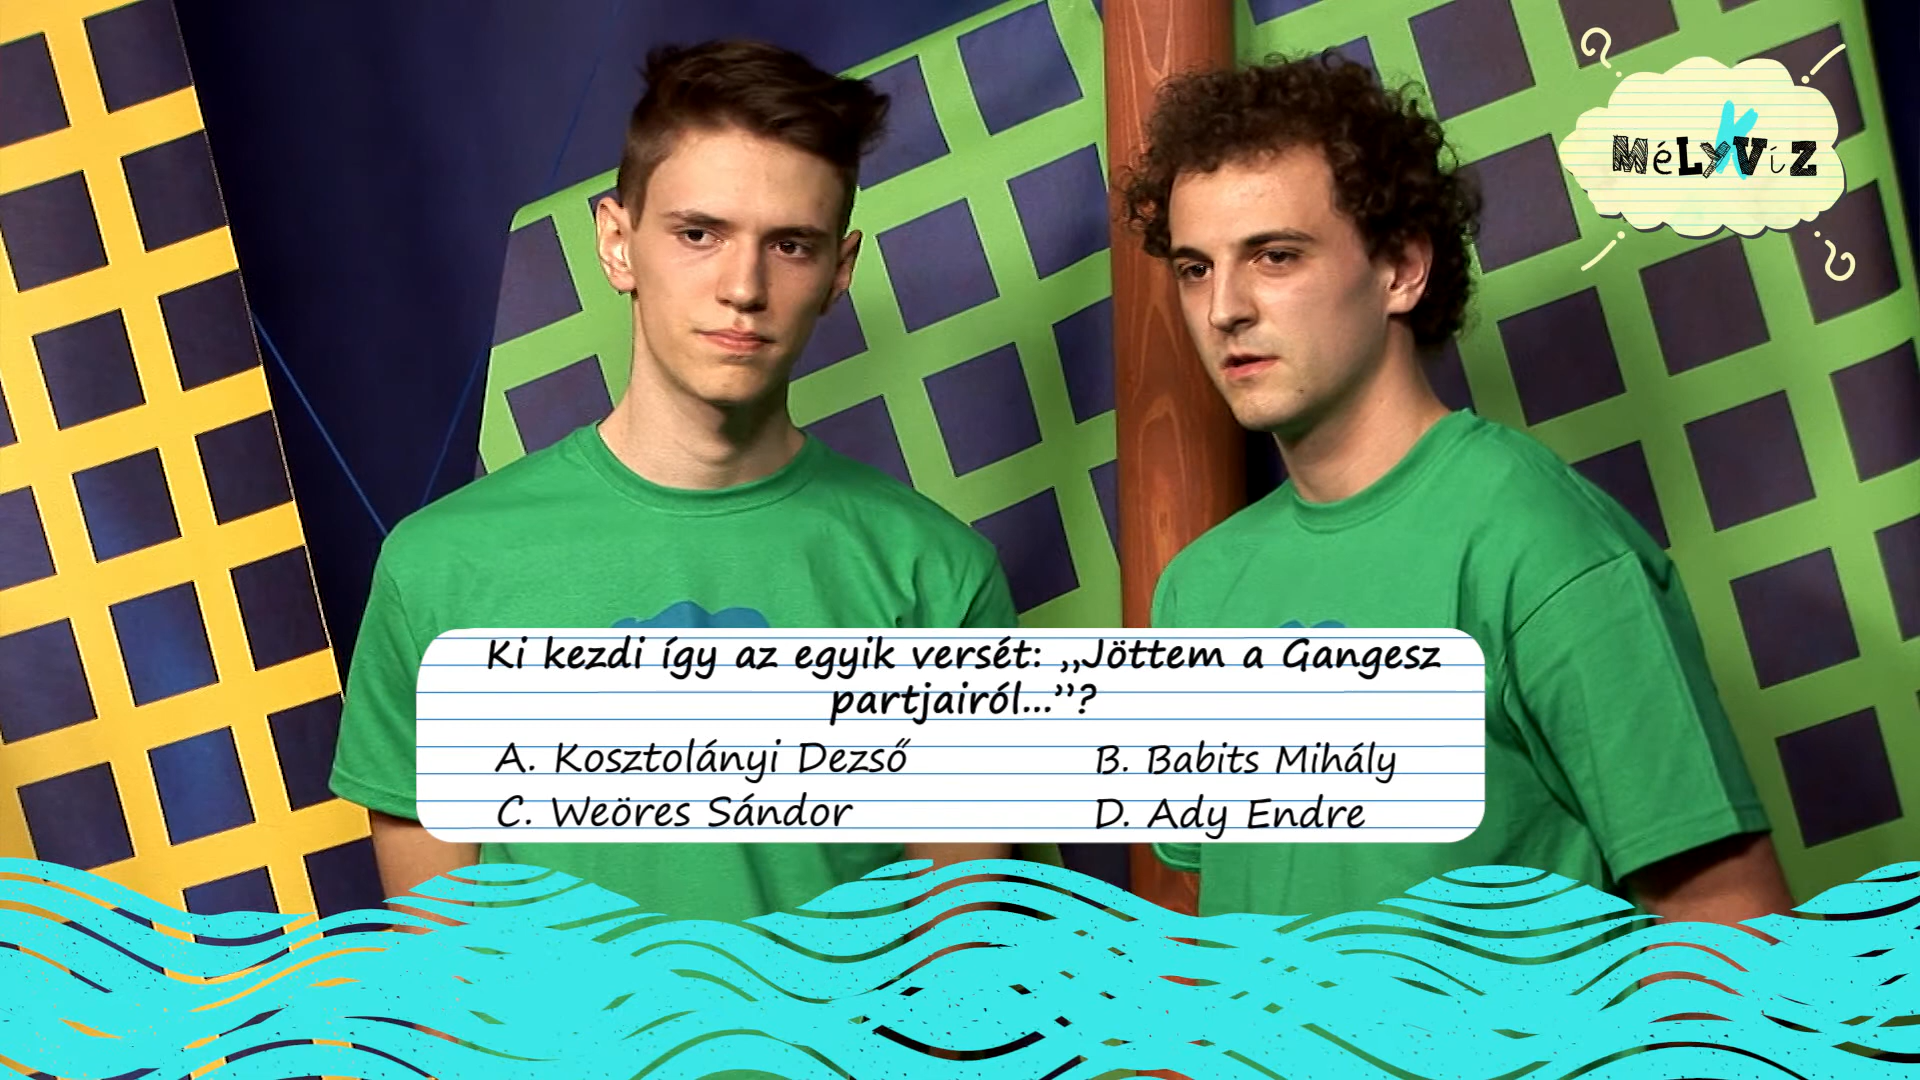 MéLyKVíZ
Ki kezdi így az egyik versét: „Jöttem a Gangesz
partjairól...”?
A. Kosztolányi Dezső
B. Babits Mihály
C. Weöres Sándor
D. Ady Endre